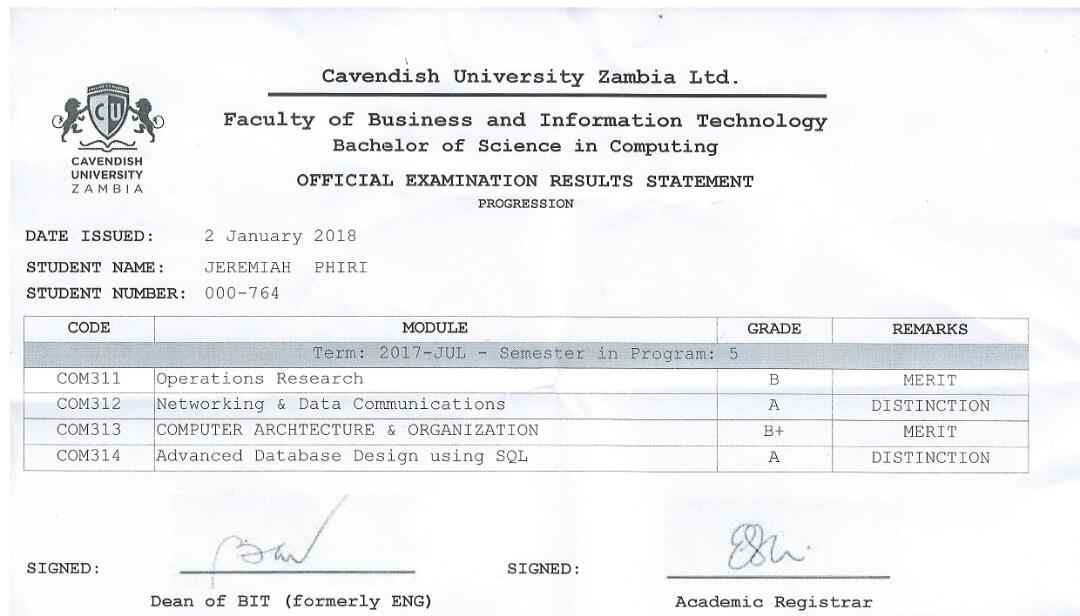 Cavendish University Zambia Ltd.
CU
CAVENDISH
UNIVERSITY
ZAMBIA
Faculty of Business and Information Technology
Bachelor of Science in Computing
OFFICIAL EXAMINATION RESULTS STATEMENT
PROGRESSION
DATE ISSUED: 2 January 2018
STUDENT NAME: JEREMIAH PHIRI
STUDENT NUMBER: 000-764
CODE MODULE GRADE REMARKS
Term: 2017-JUL - Semester in Program: 5
COM311 Operations Research B MERIT
COM312 Networking & Data Communications A DISTINCTION
COM313 COMPUTER ARCHTECTURE & ORGANIZATION B+ MERIT
COM314 Advanced Database Design using SQL A DISTINCTION
SIGNED: SIGNED:
Dean of BIT (formerly ENG) Academic Registrar